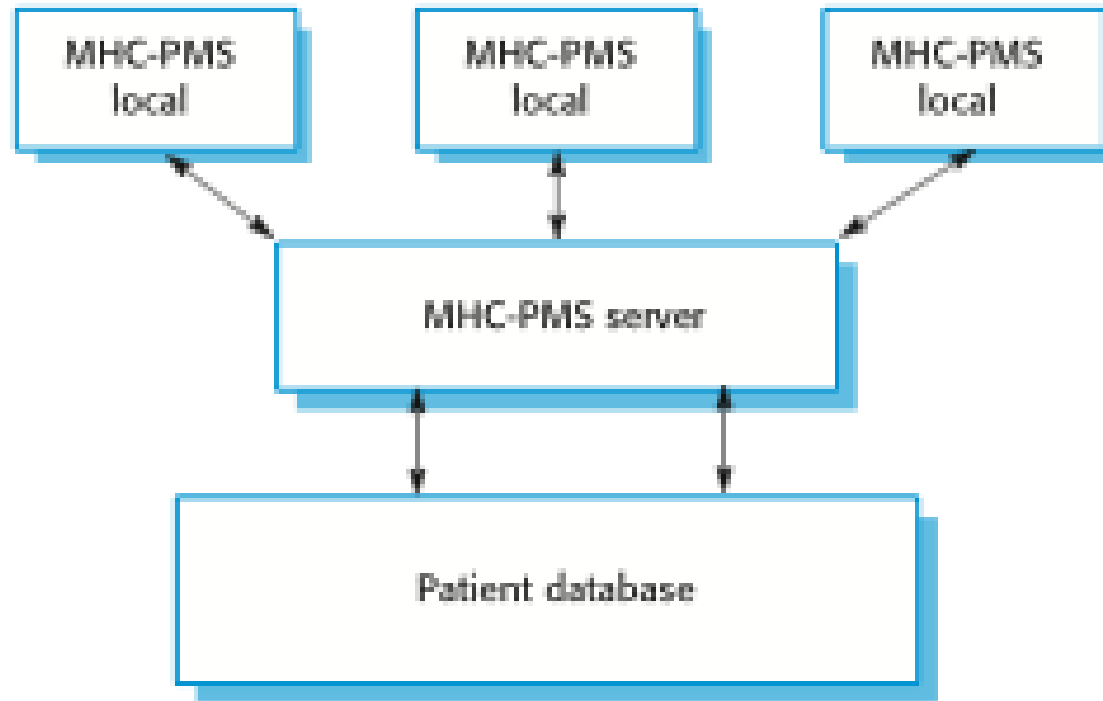 MHC-PMS
local
MHC-PMS
local
MHC-PMS
local
MHC-PMS server
Patient database